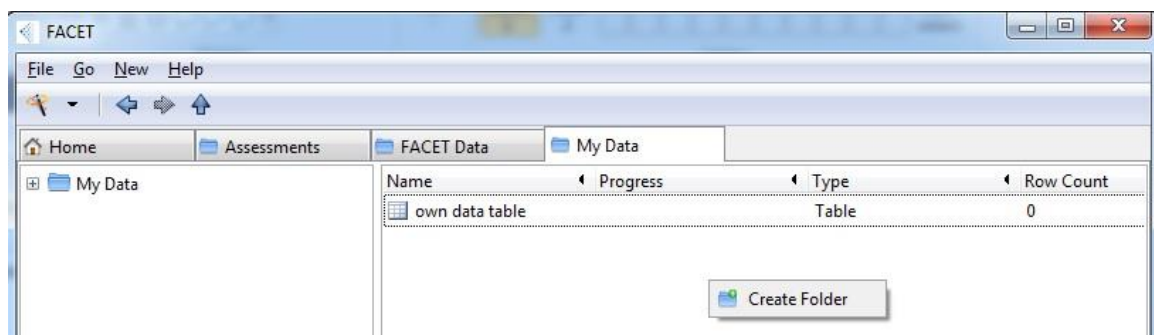 FACET
File Go New Help
Home Assessments FACET Data My Data
My Data
Name Progress Type Row Count
own data table Table 0
Create Folder